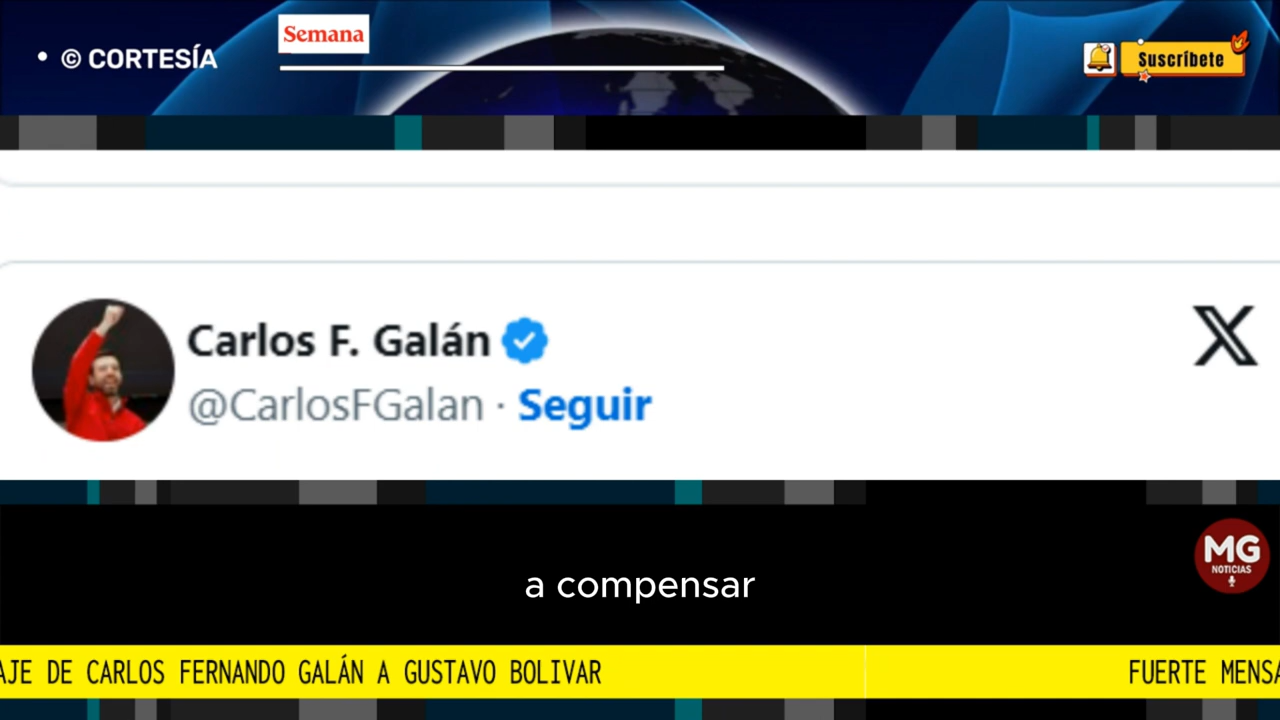 • © CORTESÍA
Semana
Suscríbete
Carlos F. Galán
@CarlosFGalan · Seguir
X
MG
NOTICIAS
a compensar
AJE DE CARLOS FERNANDO GALÁN A GUSTAVO BOLIVAR
FUERTE MENSA